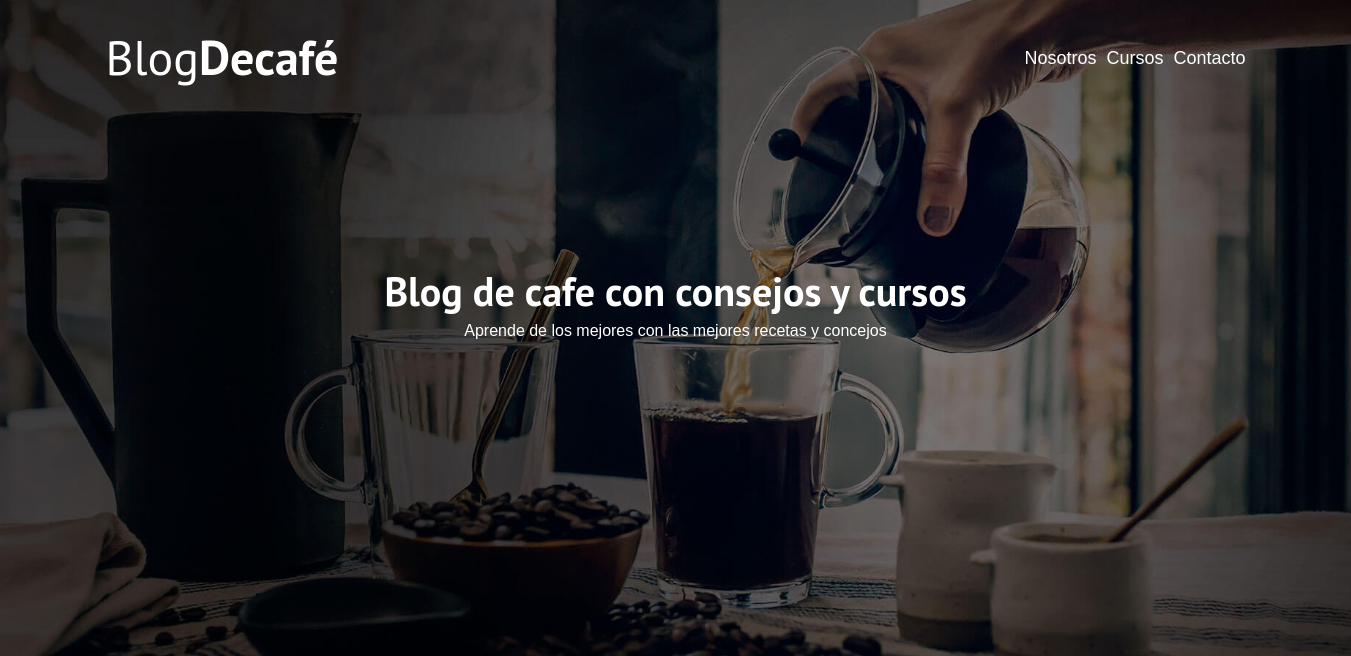 BlogDecafé
Nosotros Cursos Contacto
Blog de cafe con consejos y cursos
Aprende de los mejores con las mejores recetas y concejos